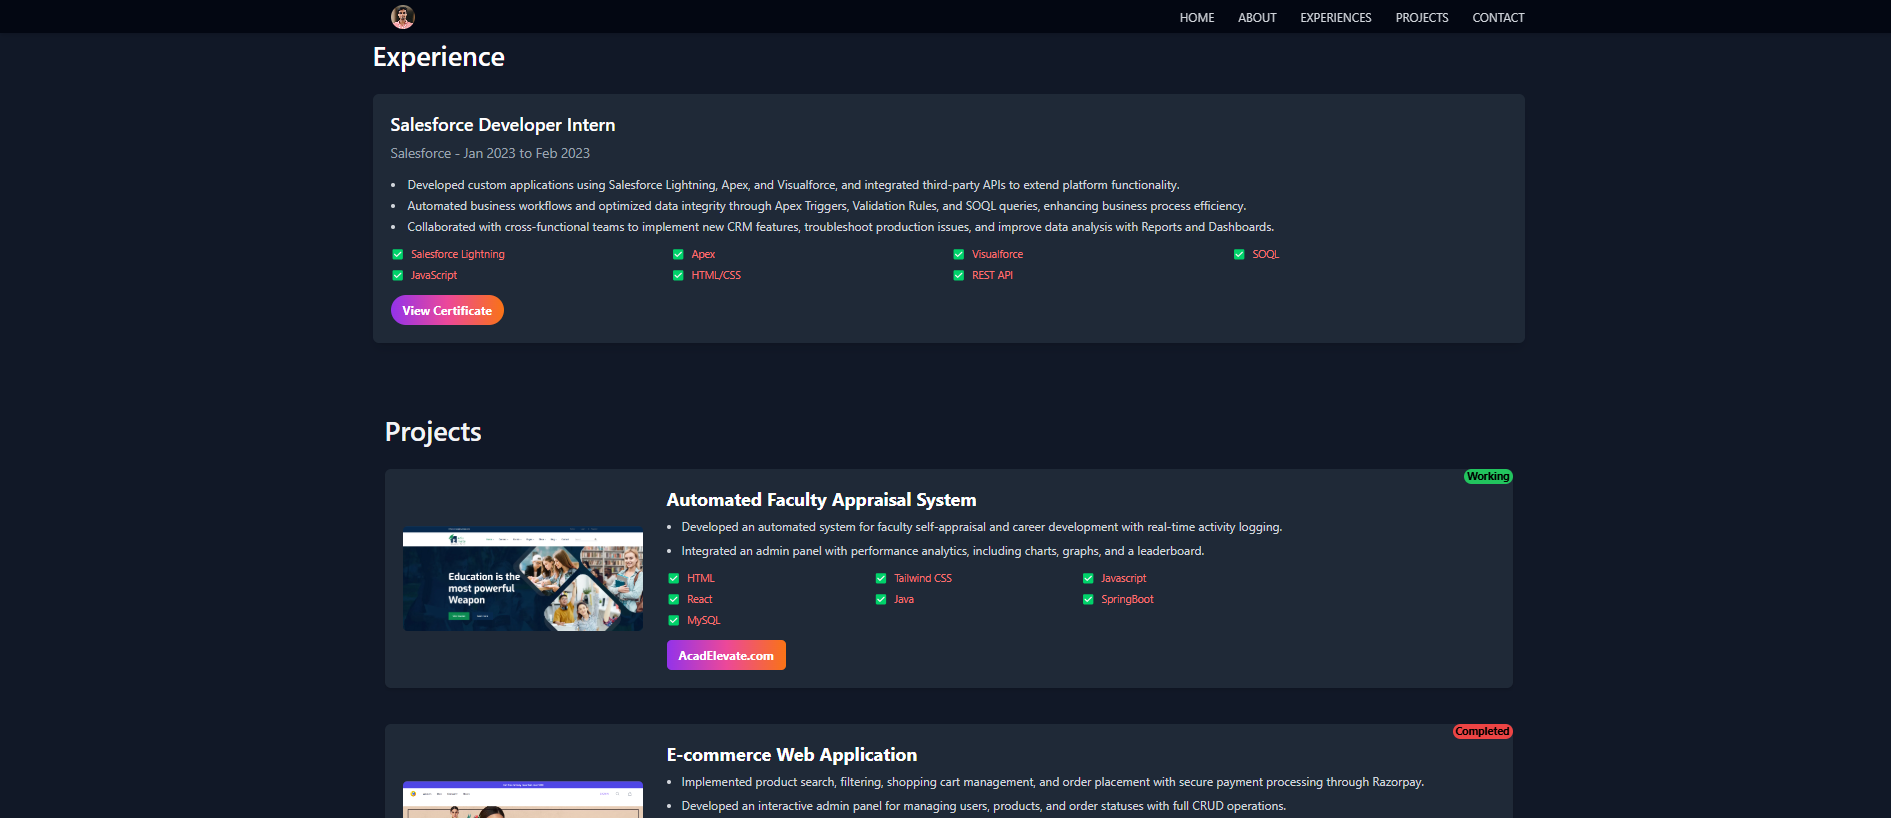 HOME ABOUT EXPERIENCES PROJECTS CONTACT
Experience
Salesforce Developer Intern
Salesforce - Jan 2023 to Feb 2023
Developed custom applications using Salesforce Lightning, Apex, and Visualforce, and integrated third-party APIs to extend platform functionality.
Automated business workflows and optimized data integrity through Apex Triggers, Validation Rules, and SOQL queries, enhancing business process efficiency.
Collaborated with cross-functional teams to implement new CRM features, troubleshoot production issues, and improve data analysis with Reports and Dashboards.
Salesforce Lightning Apex Visualforce SOQL
JavaScript HTML/CSS REST API
View Certificate
Projects
Working
Automated Faculty Appraisal System
Developed an automated system for faculty self-appraisal and career development with real-time activity logging.
Integrated an admin panel with performance analytics, including charts, graphs, and a leaderboard.
HTML Tailwind CSS Javascript
React Java SpringBoot
MySQL
AcadElevate.com
Education is the
most powerful
Weapon
Completed
E-commerce Web Application
Implemented product search, filtering, shopping cart management, and order placement with secure payment processing through Razorpay.
Developed an interactive admin panel for managing users, products, and order statuses with full CRUD operations.